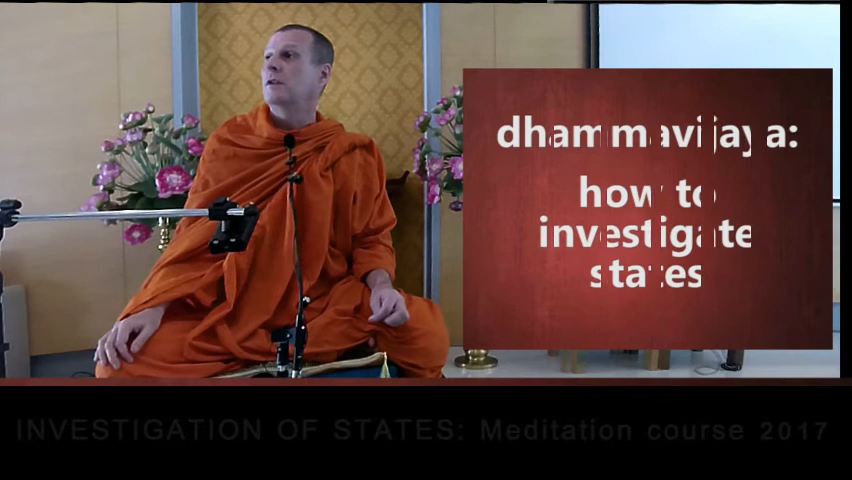 dhammavijaya:
how to
investigate
states
INVESTIGATION OF STATES: Meditation course 2017